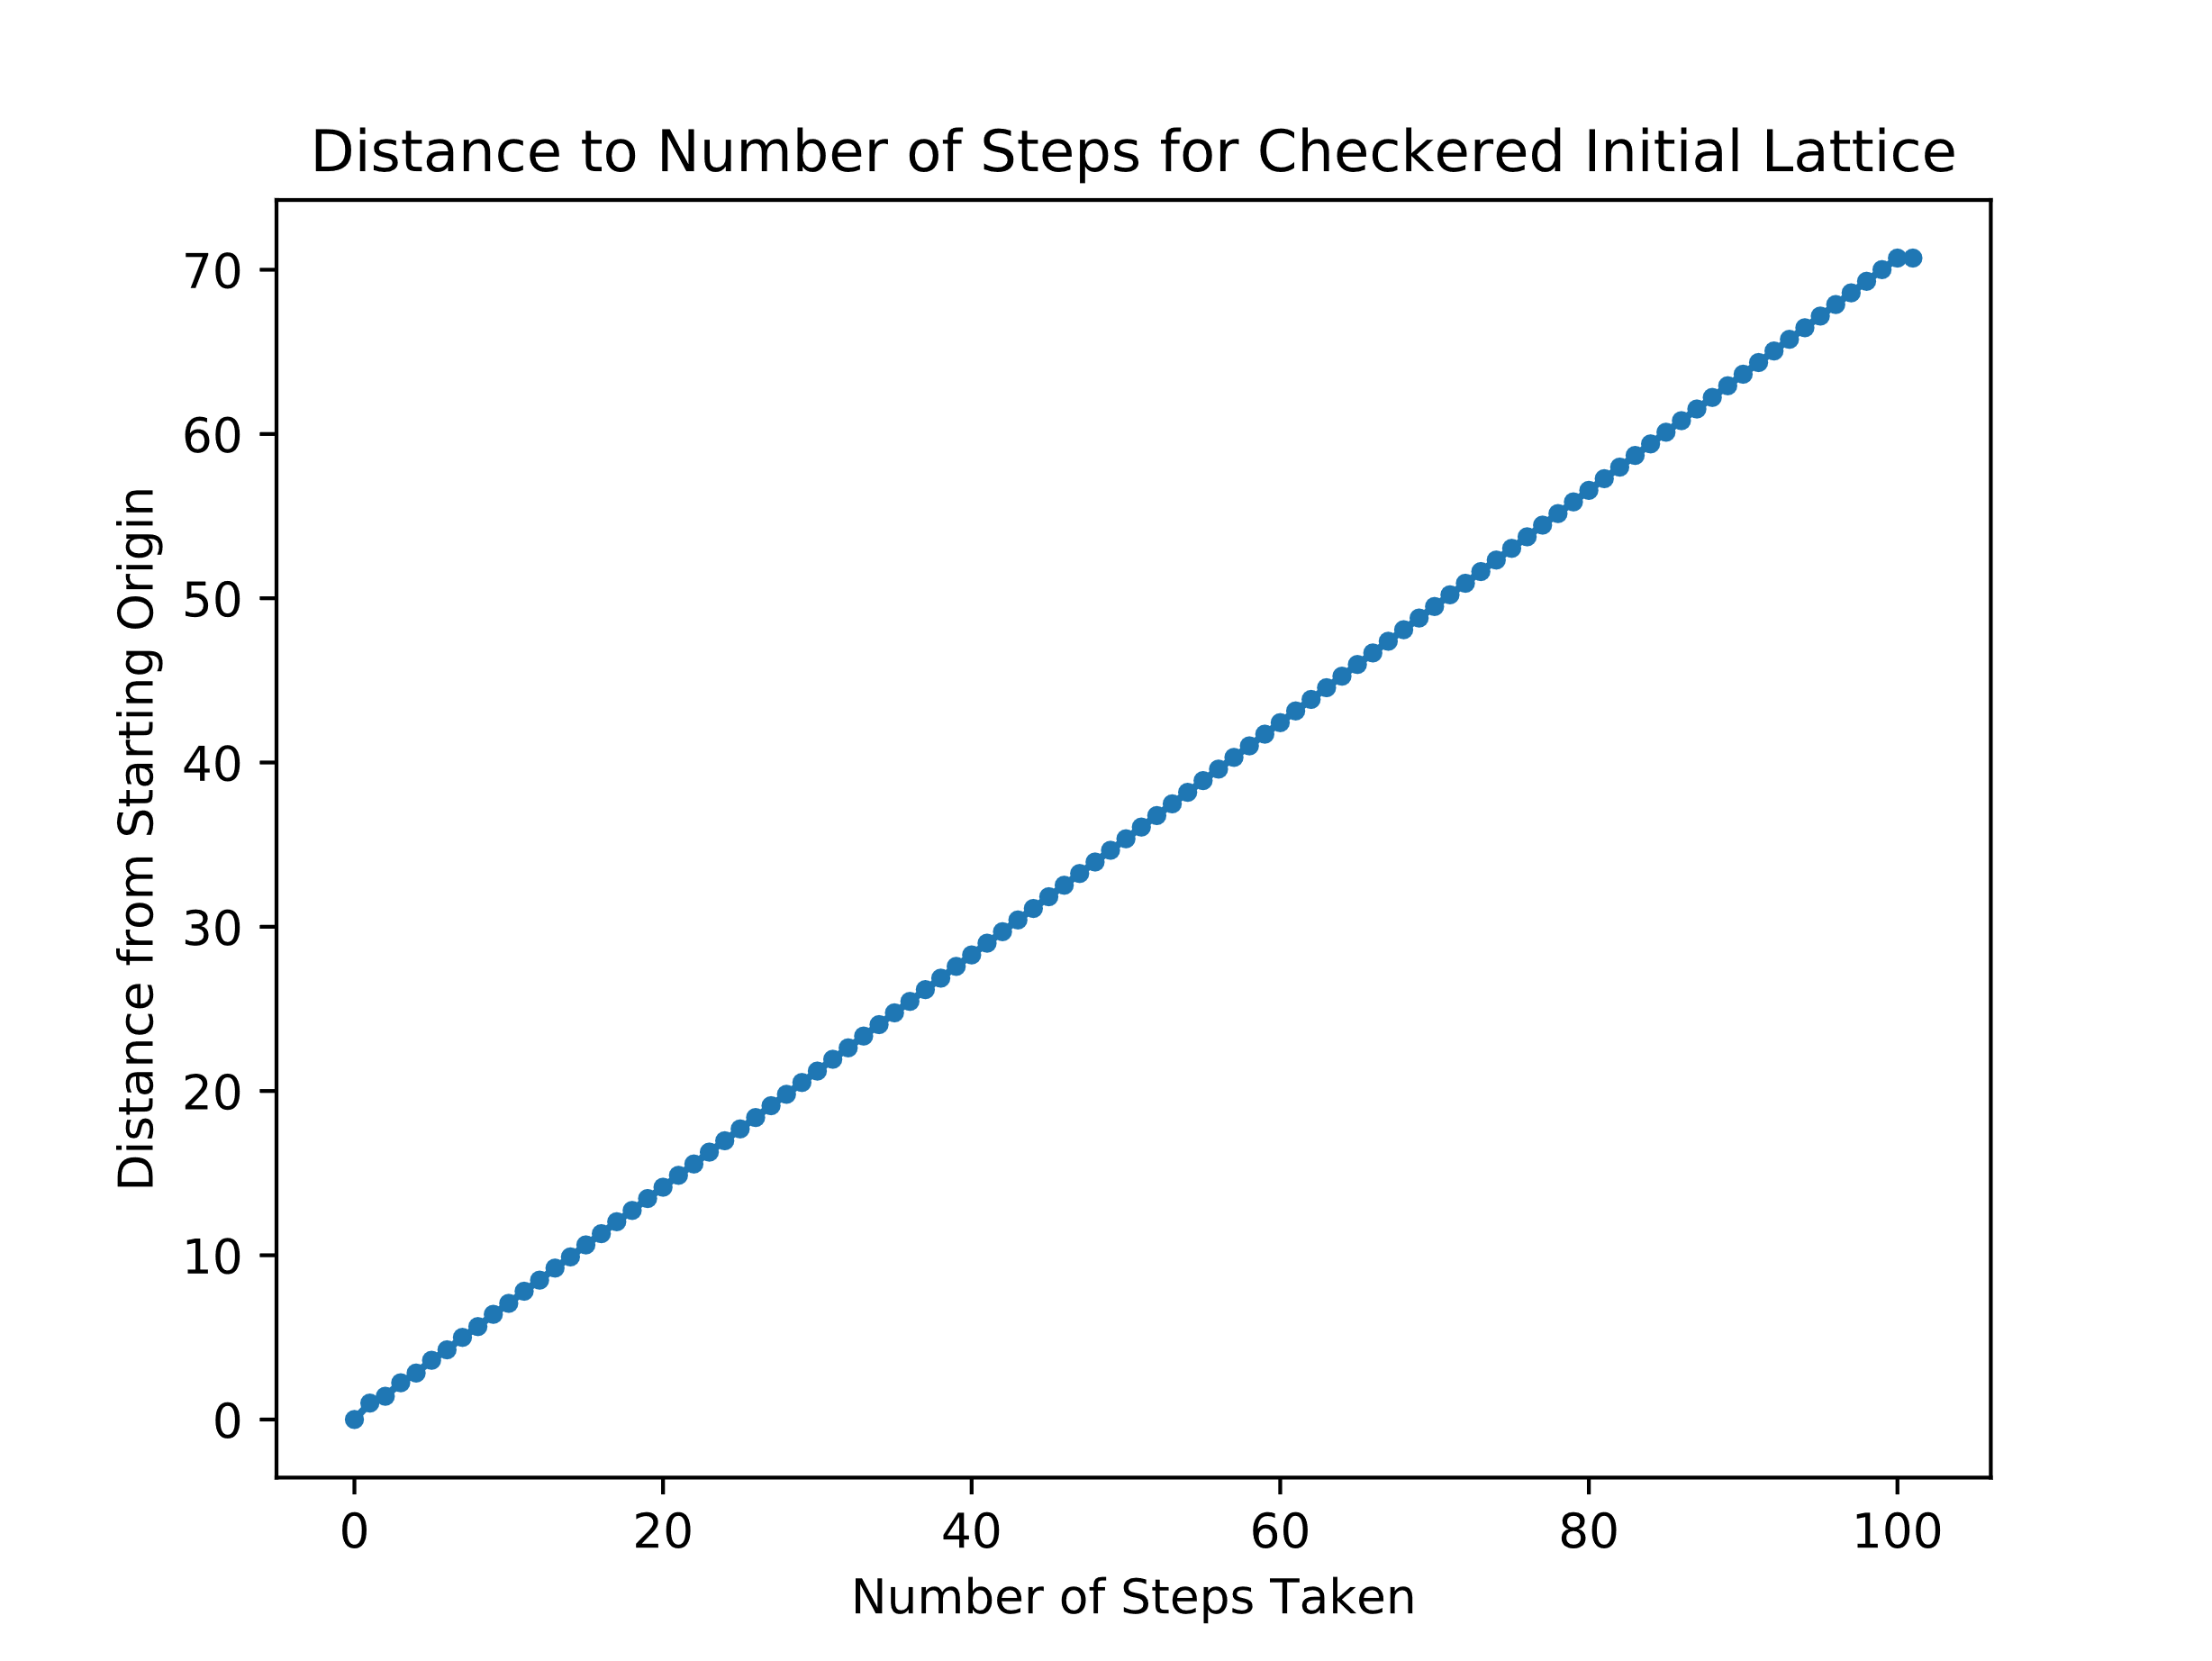 Distance to Number of Steps for Checkered Initial Lattice
70
60
50
40
30
20
10
0
Distance from Starting Origin
0 20 40 60 80 100
Number of Steps Taken